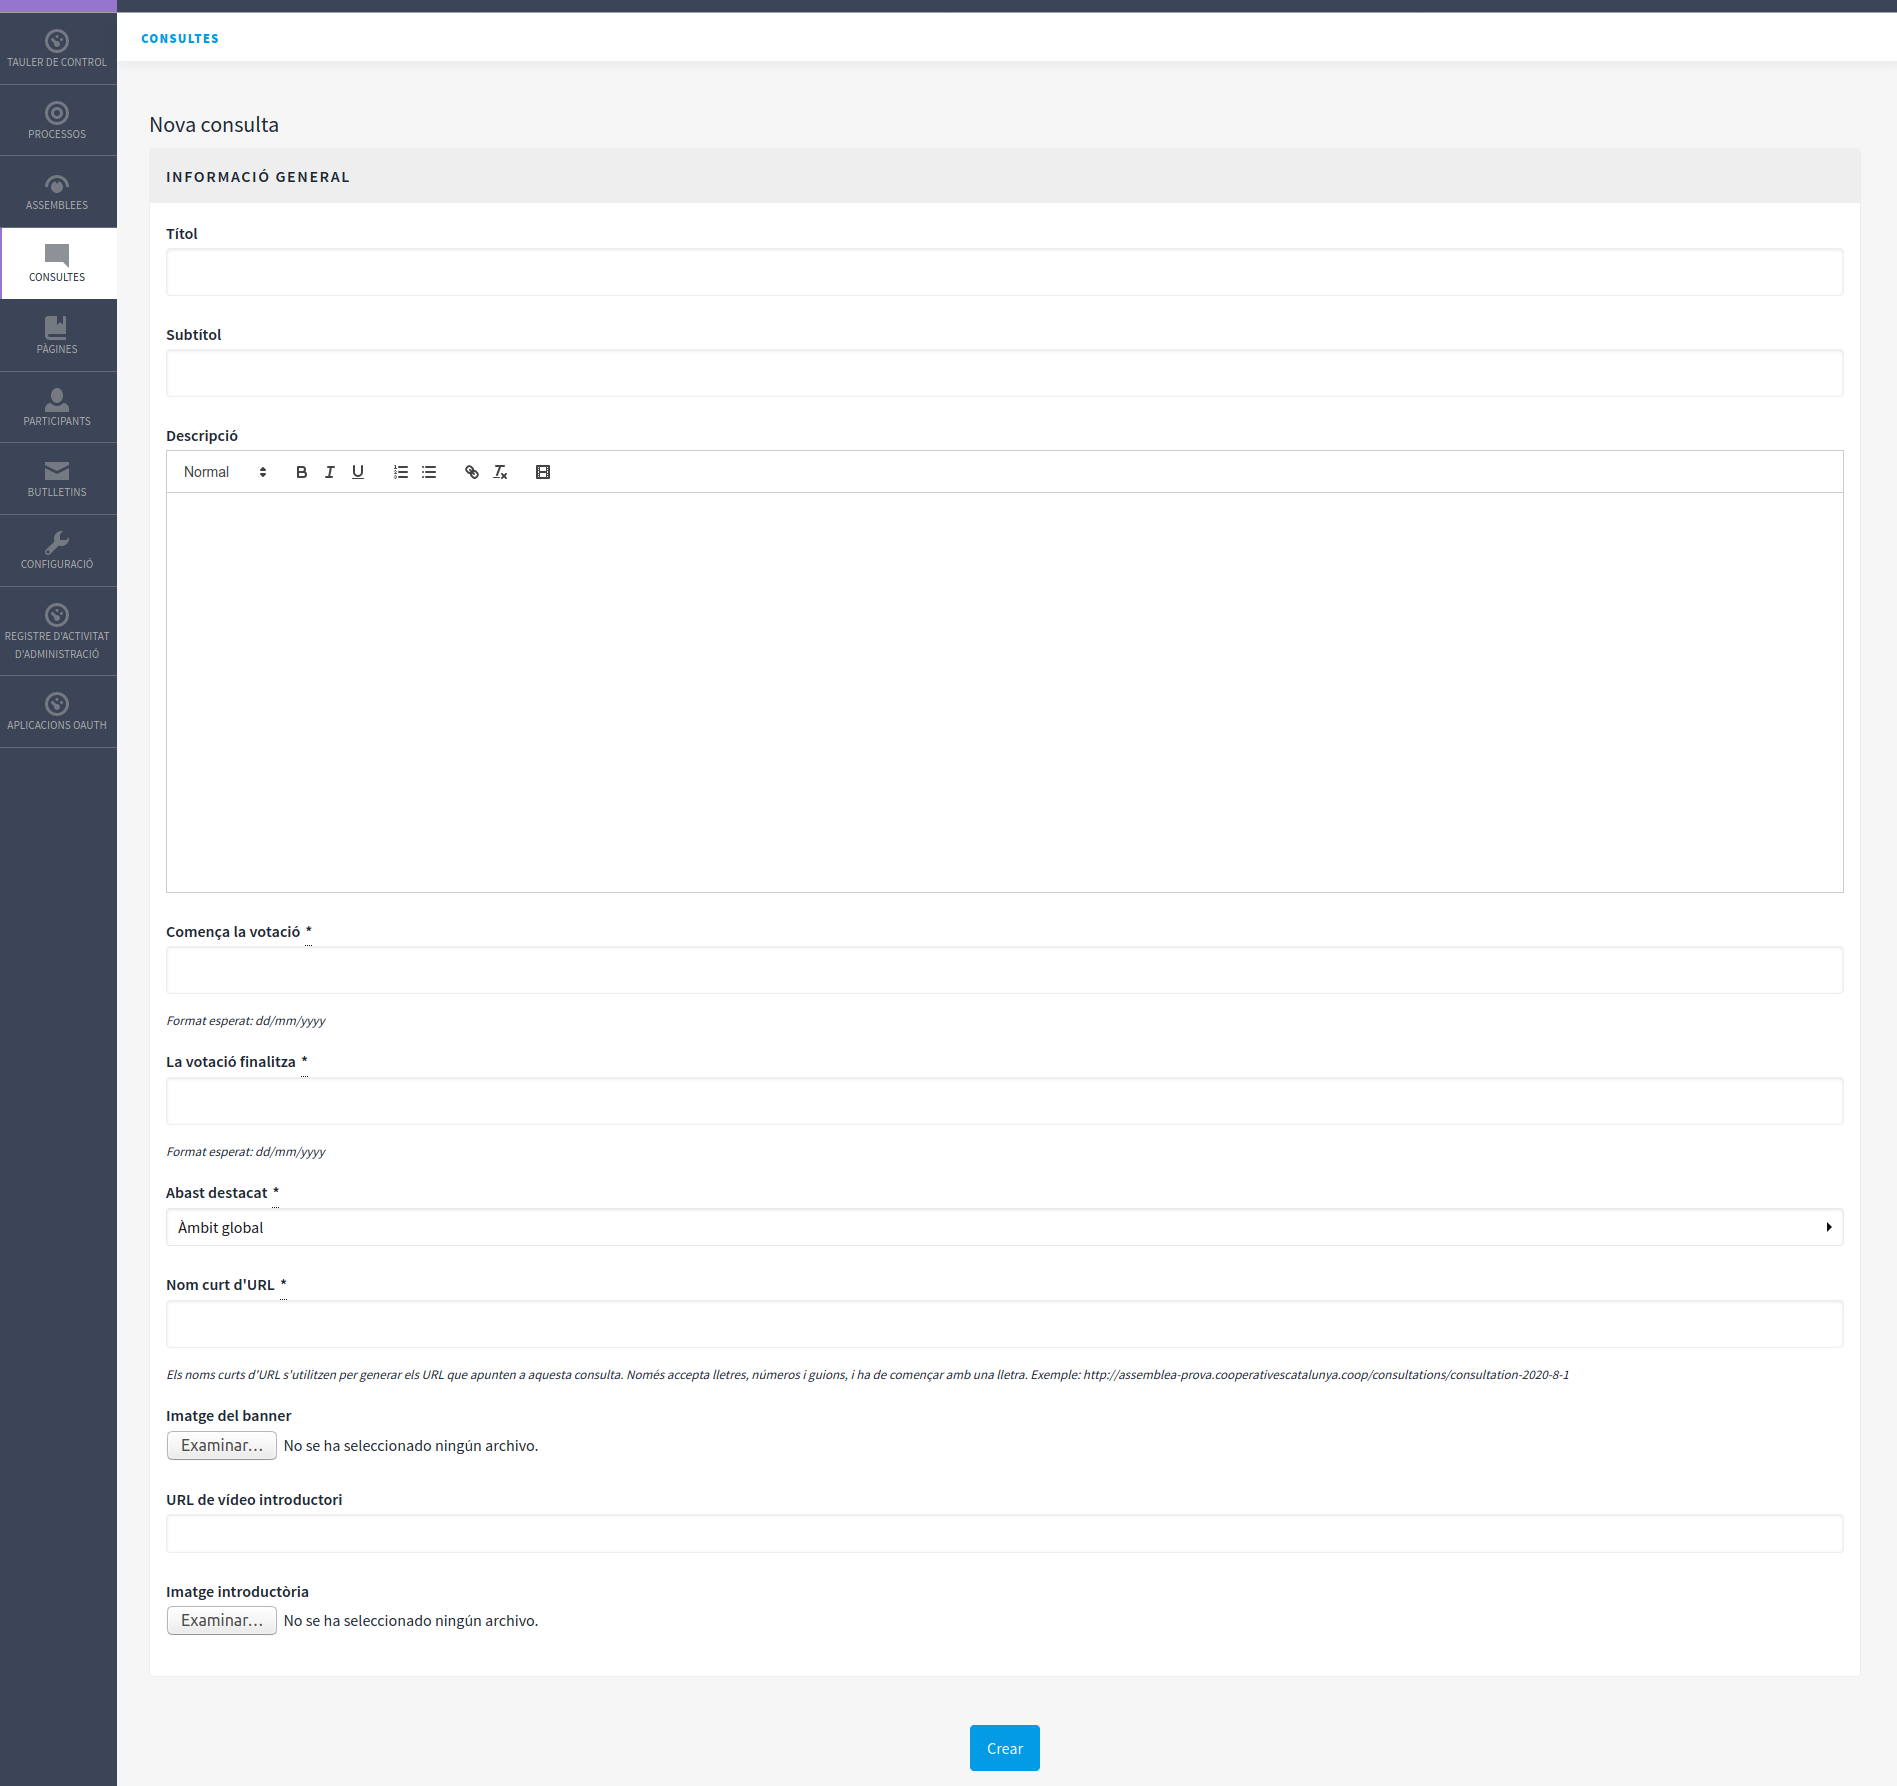 TAULER DE CONTROL
PROCESSOS
ASSEMBLEES
CONSULTES
PÀGINES
PARTICIPANTS
BUTLLETINS
CONFIGURACIÓ
REGISTRE D'ACTIVITAT
D'ADMINISTRACIÓ
APLICACIONS OAUTH
CONSULTES
Nova consulta
INFORMACIÓ GENERAL
Títol
Subtítol
Descripció
Normal
Comença la votació *
Format esperat: dd/mm/yyyy
La votació finalitza *
Format esperat: dd/mm/yyyy
Abast destacat *
Àmbit global
Nom curt d'URL *
Els noms curts d'URL s'utilitzen per generar els URL que apunten a aquesta consulta. Només accepta lletres, números i guions, i ha de començar amb una lletra. Exemple: http://assemblea-prova.cooperativescatalunya.coop/consultations/consultation-2020-8-1
Imatge del banner
Examinar... No se ha seleccionado ningún archivo.
URL de vídeo introductori
Imatge introductòria
Examinar... No se ha seleccionado ningún archivo.
Crear